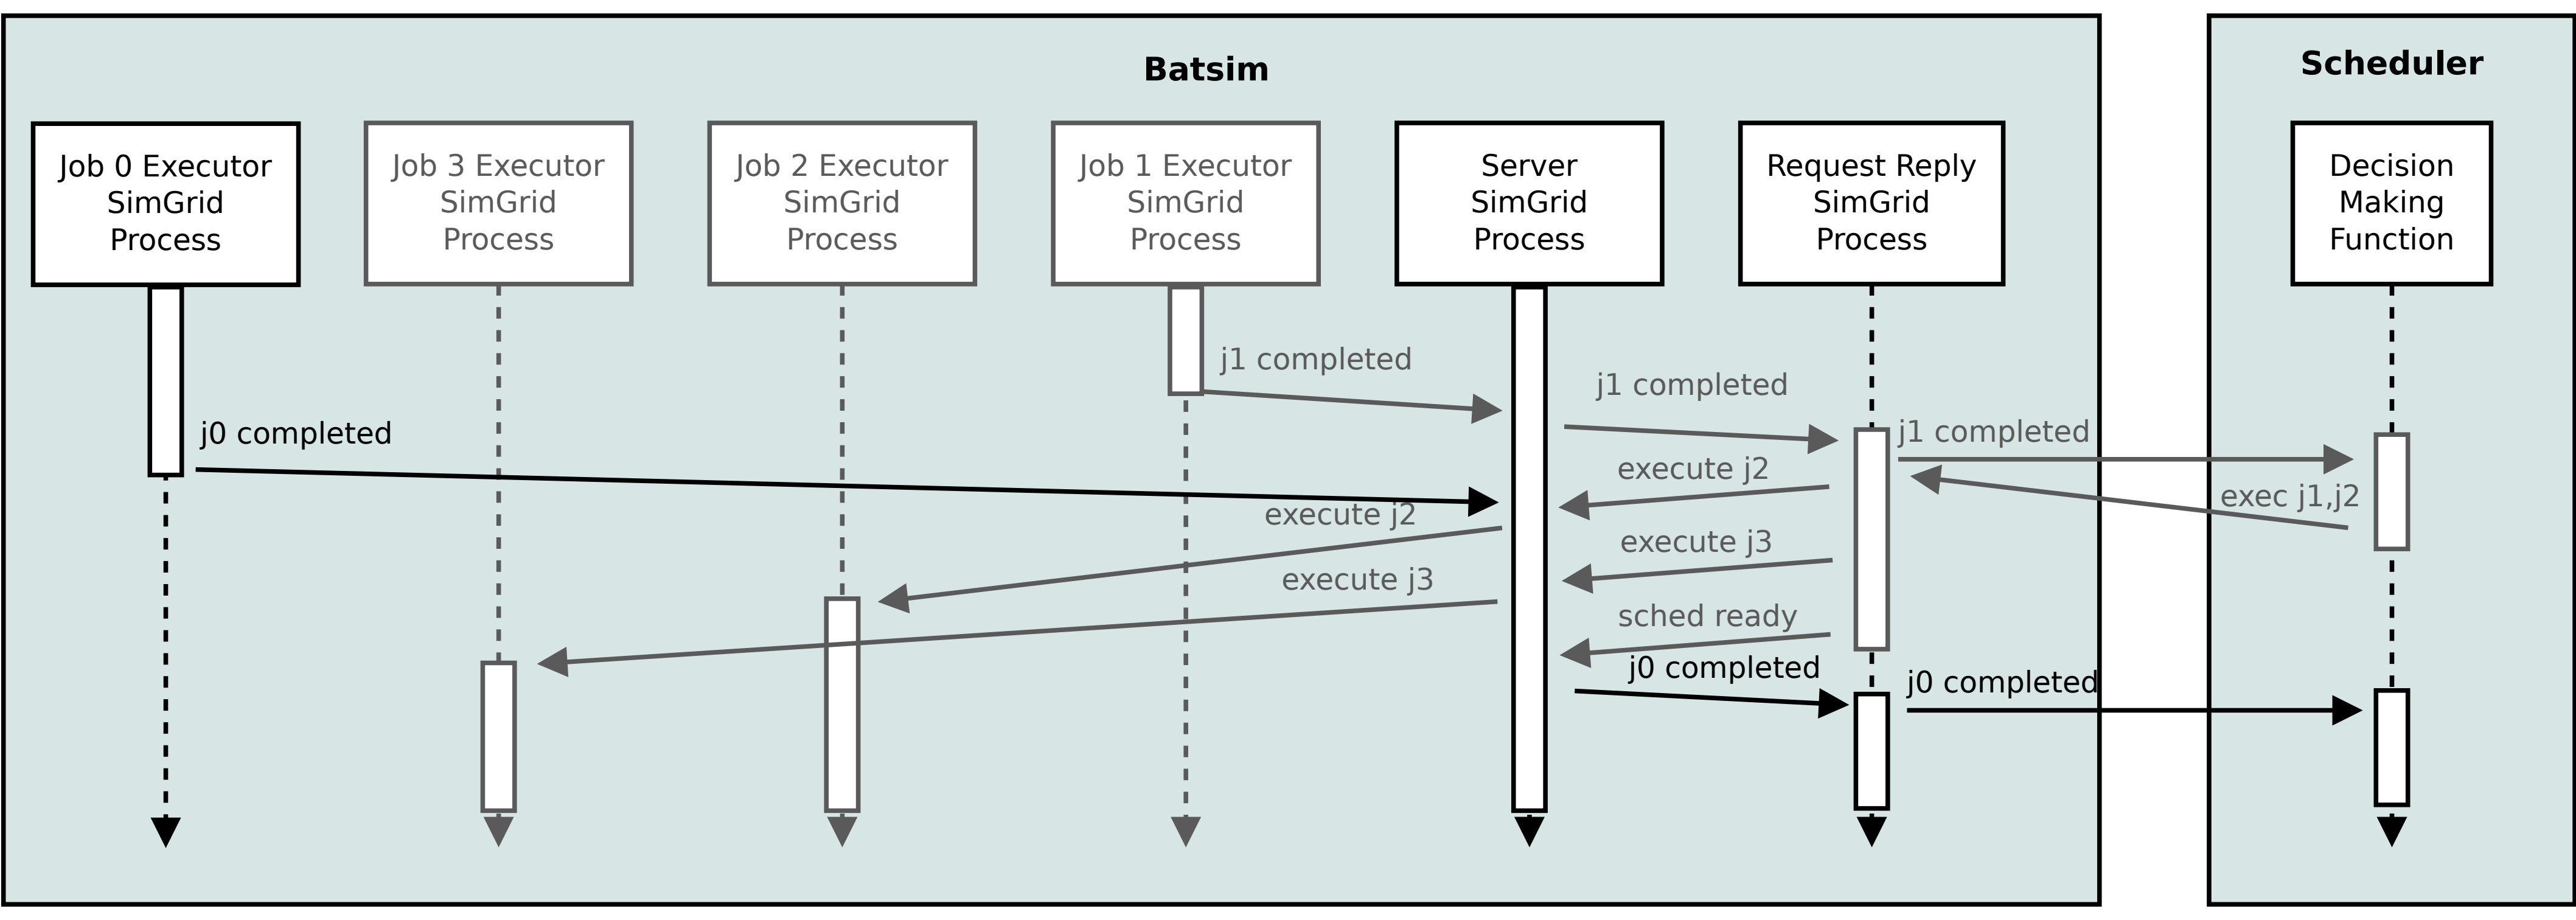 Batsim
Scheduler
Job 0 Executor
SimGrid
Process
Job 3 Executor
SimGrid
Process
Job 2 Executor
SimGrid
Process
Job 1 Executor
SimGrid
Process
Server
SimGrid
Process
Request Reply
SimGrid
Process
Decision
Making
Function
j1 completed
j1 completed
j1 completed
j0 completed
execute j2
exec j1,j2
execute j2
execute j3
execute j3
sched ready
j0 completed
j0 completed